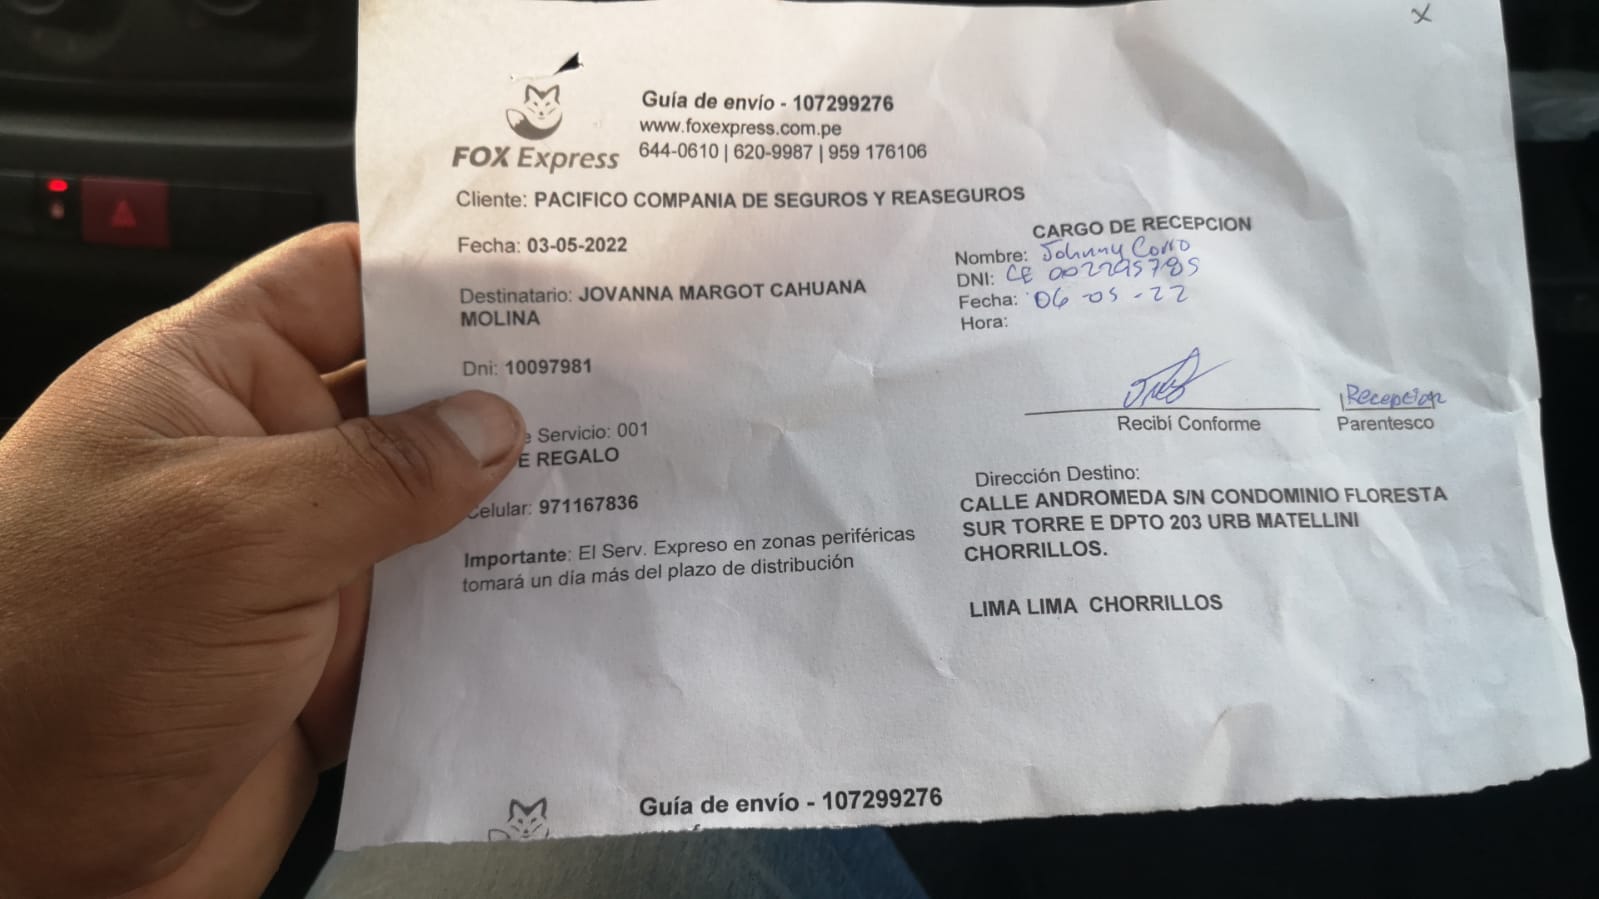 Guía de envío - 107299276
www.foxexpress.com.pe
644-0610 | 620-9987 | 959 176106
FOX Express
Cliente: PACIFICO COMPANIA DE SEGUROS Y REASEGUROS
Fecha: 03-05-2022
Destinatario: JOVANNA MARGOT CAHUANA
MOLINA
Dni: 10097981
Servicio: 001
E REGALO
Celular: 971167836
Importante: El Serv. Expreso en zonas periféricas
tomará un día más del plazo de distribución
CARGO DE RECEPCION
Nombre: Johnny Corro
DNI: CE 002295785
Fecha: 06-05-22
Hora:
Recepcion
Recibí Conforme
Parentesco
Dirección Destino:
CALLE ANDROMEDA S/N CONDOMINIO FLORESTA
SUR TORRE E DPTO 203 URB MATELLINI
CHORRILLOS.
LIMA LIMA CHORRILLOS
Guía de envío - 107299276